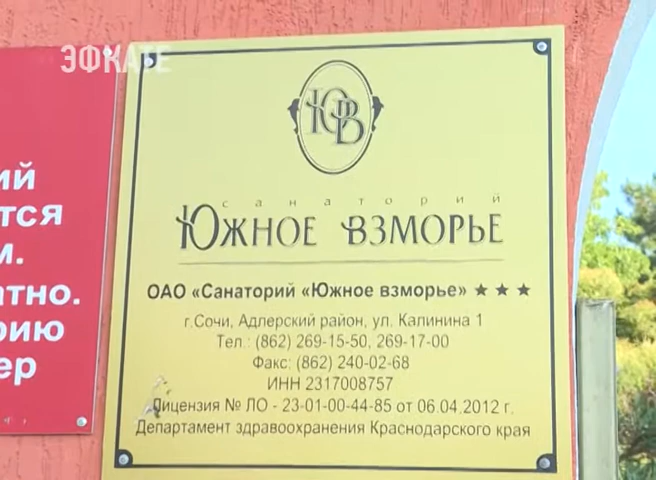 ЭФКАТЕ
ЮВ
санаторий
Южное Взморье
ОАО «Санаторий «Южное взморье» ★ ★ ★
г.Сочи, Адлерский район, ул. Калинина 1
Тел.: (862) 269-15-50, 269-17-00
Факс: (862) 240-02-68
ИНН 2317008757
Лицензия № ЛО - 23-01-00-44-85 от 06.04.2012 г.
Департамент здравоохранения Краснодарского края
ий
тся
м.
атно.
рию
ер